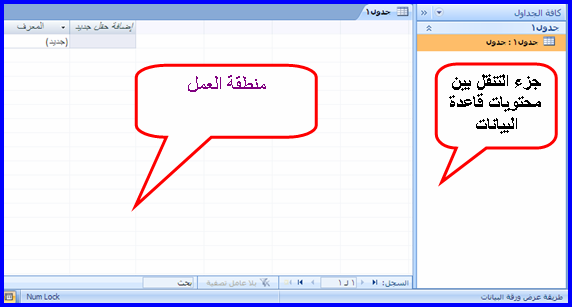 كافة الجداول
جدول١
جدول١ : جدول
جزء التنقل بين
محتويات قاعدة
البيانات
جدول١
المعرف
إضافة حقل جديد
(جديد)
منطقة العمل
السجل: ١ لـ ١ بلا عامل تصفية بحث
طريقة عرض ورقة البيانات
Num Lock